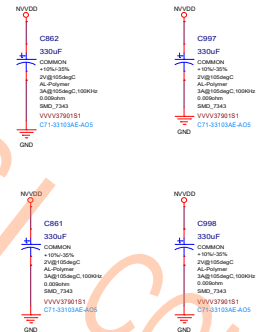 NVVDD
C862
330uF
COMMON
+10%/-35%
2V@105degC
AL-Polymer
3A@105degC,100KHz
0.009ohm
SMD_7343
VVVV37901S1
C71-33103AE-AO5
GND
NVVDD
C997
330uF
COMMON
+10%/-35%
2V@105degC
AL-Polymer
3A@105degC,100KHz
0.009ohm
SMD_7343
VVVV37901S1
C71-33103AE-AO5
GND
NVVDD
C861
330uF
COMMON
+10%/-35%
2V@105degC
AL-Polymer
3A@105degC,100KHz
0.009ohm
SMD_7343
VVVV37901S1
C71-33103AE-AO5
GND
NVVDD
C998
330uF
COMMON
+10%/-35%
2V@105degC
AL-Polymer
3A@105degC,100KHz
0.009ohm
SMD_7343
VVVV37901S1
C71-33103AE-AO5
GND